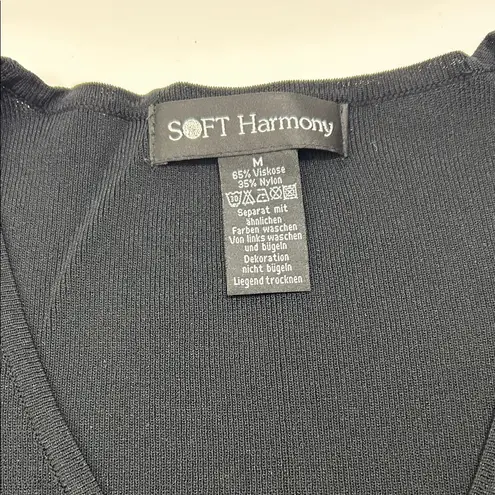 SOFT Harmony
M
65% Viskose
35% Nylon
30
Separat mit
ähnlichen
Farben waschen
Von links waschen
und bügeln
Dekoration
nicht bügeln
Liegend trocknen